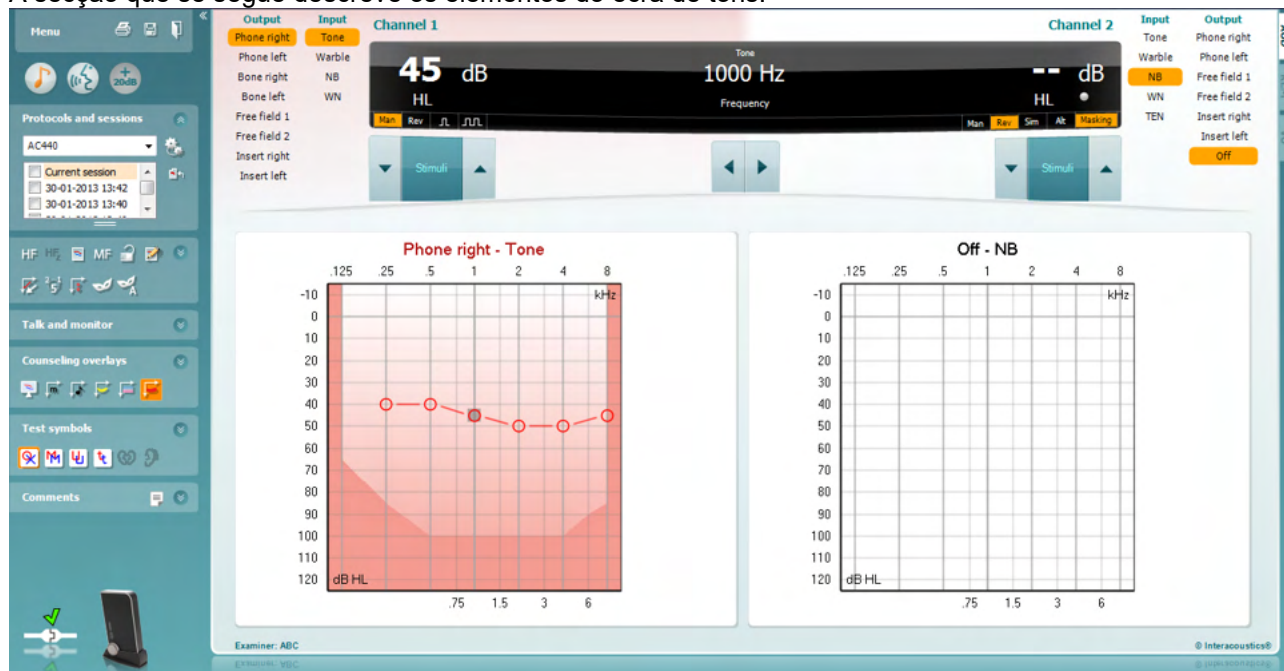 A secção que se segue descreve os elementos do ecrã de tons.
Menu
Protocols and sessions
AC440
Current session
30-01-2013 13:42
30-01-2013 13:40
HF HF2 MF
Talk and monitor
Counseling overlays
Test symbols
Comments
Output Input Channel 1
Phone right Tone
Phone left Warble
Bone right NB
Bone left WN
Free field 1
Free field 2
Insert right
Insert left
45 dB
HL
Man Rev
Stimuli
Tone
1000 Hz
Frequency
Channel 2 Input Output
-- dB
HL
Man Rev Sim Alt Masking
Stimuli
Tone Phone right
Warble Phone left
NB Free field 1
WN Free field 2
TEN Insert right
Insert left
Off
Phone right - Tone
.125 .25 .5 1 2 4 8
kHz
-10
0
10
20
30
40
50
60
70
80
90
100
110
120
dB HL
.75 1.5 3 6
Off - NB
.125 .25 .5 1 2 4 8
kHz
-10
0
10
20
30
40
50
60
70
80
90
100
110
120
dB HL
.75 1.5 3 6
Examiner: ABC
© Interacoustics®